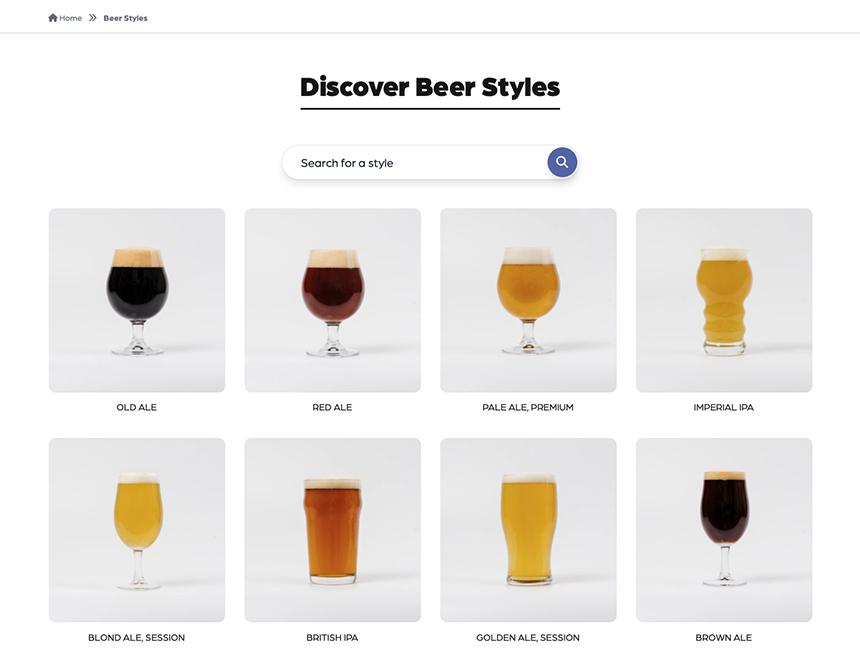 Home » Beer Styles
Discover Beer Styles
Search for a style
OLD ALE
RED ALE
PALE ALE, PREMIUM
IMPERIAL IPA
BLOND ALE, SESSION
BRITISH IPA
GOLDEN ALE, SESSION
BROWN ALE